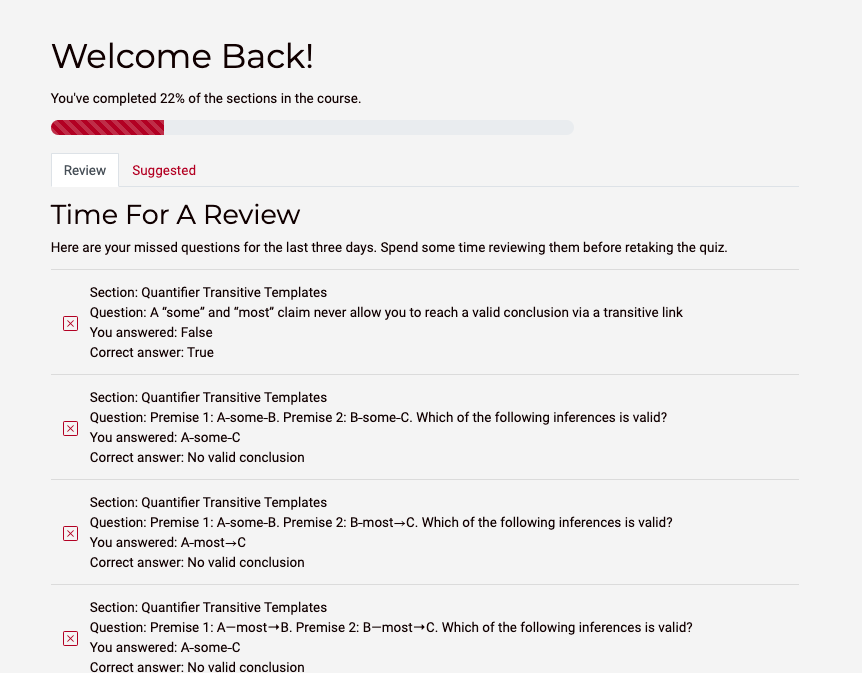 Welcome Back!
You've completed 22% of the sections in the course.
Review
Suggested
Time For A Review
Here are your missed questions for the last three days. Spend some time reviewing them before retaking the quiz.
Section: Quantifier Transitive Templates
Question: A “some” and “most” claim never allow you to reach a valid conclusion via a transitive link
You answered: False
Correct answer: True
Section: Quantifier Transitive Templates
Question: Premise 1: A-some-B. Premise 2: B-some-C. Which of the following inferences is valid?
You answered: A-some-C
Correct answer: No valid conclusion
Section: Quantifier Transitive Templates
Question: Premise 1: A-some-B. Premise 2: B-most→C. Which of the following inferences is valid?
You answered: A-most→C
Correct answer: No valid conclusion
Section: Quantifier Transitive Templates
Question: Premise 1: A—most→B. Premise 2: B—most→C. Which of the following inferences is valid?
You answered: A-some-C
Correct answer: No valid conclusion